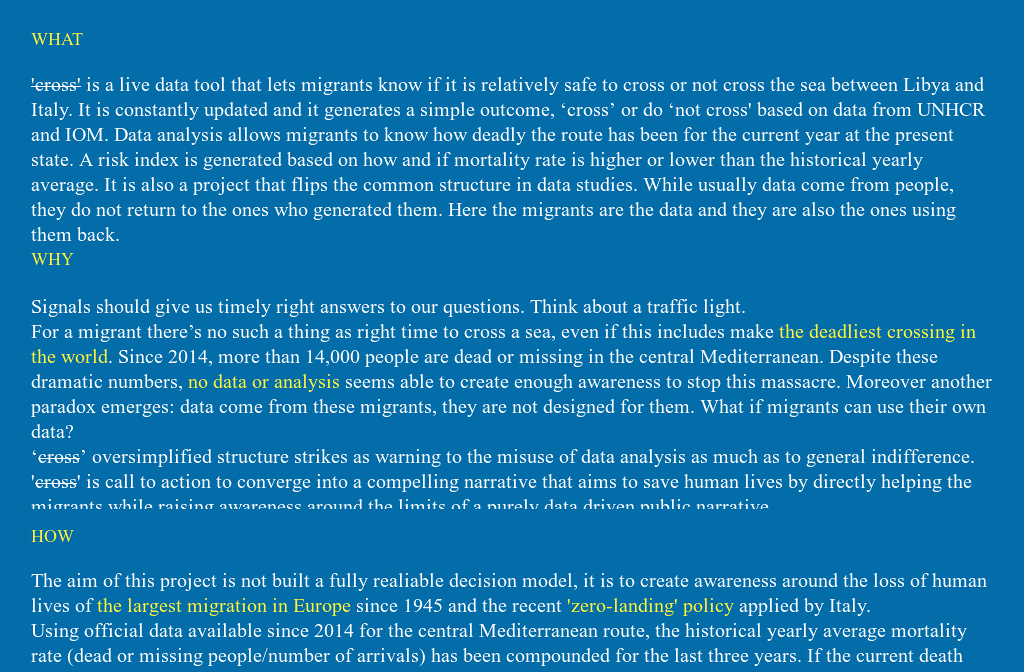 WHAT
'cross' is a live data tool that lets migrants know if it is relatively safe to cross or not cross the sea between Libya and
Italy. It is constantly updated and it generates a simple outcome, ‘cross’ or do ‘not cross' based on data from UNHCR
and IOM. Data analysis allows migrants to know how deadly the route has been for the current year at the present
state. A risk index is generated based on how and if mortality rate is higher or lower than the historical yearly
average. It is also a project that flips the common structure in data studies. While usually data come from people,
they do not return to the ones who generated them. Here the migrants are the data and they are also the ones using
them back.
WHY
Signals should give us timely right answers to our questions. Think about a traffic light.
For a migrant there’s no such a thing as right time to cross a sea, even if this includes make the deadliest crossing in
the world. Since 2014, more than 14,000 people are dead or missing in the central Mediterranean. Despite these
dramatic numbers, no data or analysis seems able to create enough awareness to stop this massacre. Moreover another
paradox emerges: data come from these migrants, they are not designed for them. What if migrants can use their own
data?
‘cross’ oversimplified structure strikes as warning to the misuse of data analysis as much as to general indifference.
'cross' is call to action to converge into a compelling narrative that aims to save human lives by directly helping the
migrants while raising awareness around the limits of a purely data driven public narrative.
HOW
The aim of this project is not built a fully realiable decision model, it is to create awareness around the loss of human
lives of the largest migration in Europe since 1945 and the recent 'zero-landing' policy applied by Italy.
Using official data available since 2014 for the central Mediterranean route, the historical yearly average mortality
rate (dead or missing people/number of arrivals) has been compounded for the last three years. If the current death